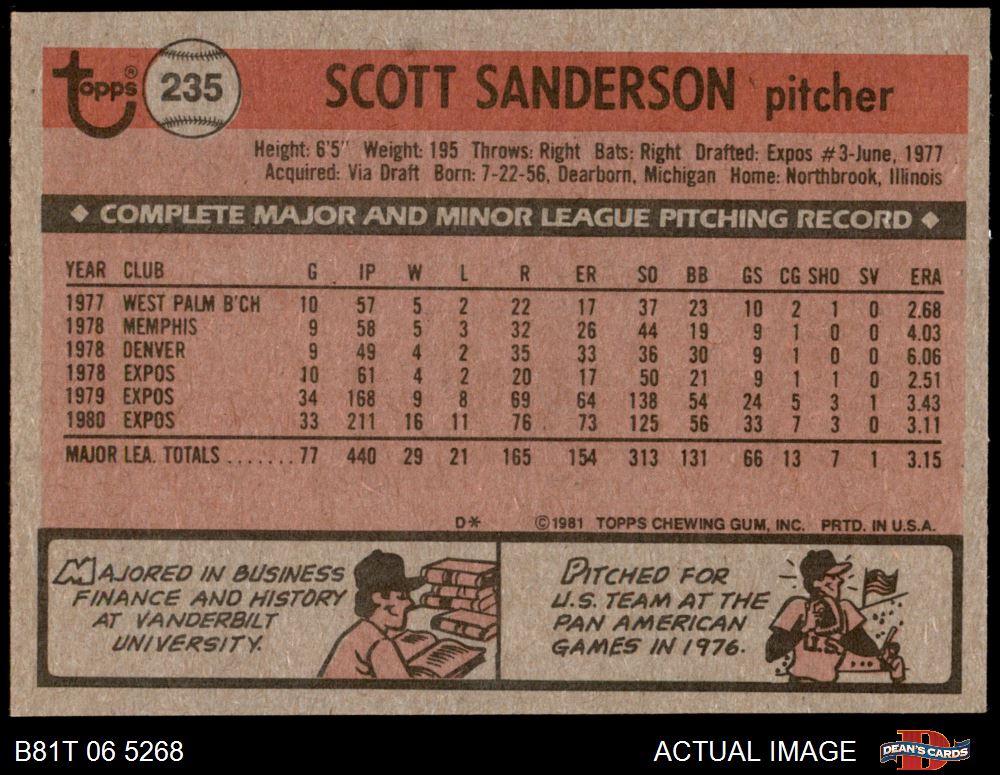 topps® 235 SCOTT SANDERSON pitcher
Height: 6'5" Weight: 195 Throws: Right Bats: Right Drafted: Expos #3-June, 1977
Acquired: Via Draft Born: 7-22-56, Dearborn, Michigan Home: Northbrook, Illinois
◆ COMPLETE MAJOR AND MINOR LEAGUE PITCHING RECORD ◆
YEAR CLUB G IP W L R ER SO BB GS CG SHO SV ERA
1977 WEST PALM B'CH 10 57 5 2 22 17 37 23 10 2 1 0 2.68
1978 MEMPHIS 9 58 5 3 32 26 44 19 9 1 0 0 4.03
1978 DENVER 9 49 4 2 35 33 36 30 9 1 0 0 6.06
1978 EXPOS 10 61 4 2 20 17 50 21 9 1 1 0 2.51
1979 EXPOS 34 168 9 8 69 64 138 54 24 5 3 1 3.43
1980 EXPOS 33 211 16 11 76 73 125 56 33 7 3 0 3.11
MAJOR LEA. TOTALS ....... 77 440 29 21 165 154 313 131 66 13 7 1 3.15
D* ©1981 TOPPS CHEWING GUM, INC. PRTD. IN U.S.A.
MAJORED IN BUSINESS
FINANCE AND HISTORY
AT VANDERBILT
UNIVERSITY.
PITCHED FOR
U.S. TEAM AT THE
PAN AMERICAN
GAMES IN 1976.
U.S.
B81T 06 5268 ACTUAL IMAGE DEAN'S CARDS